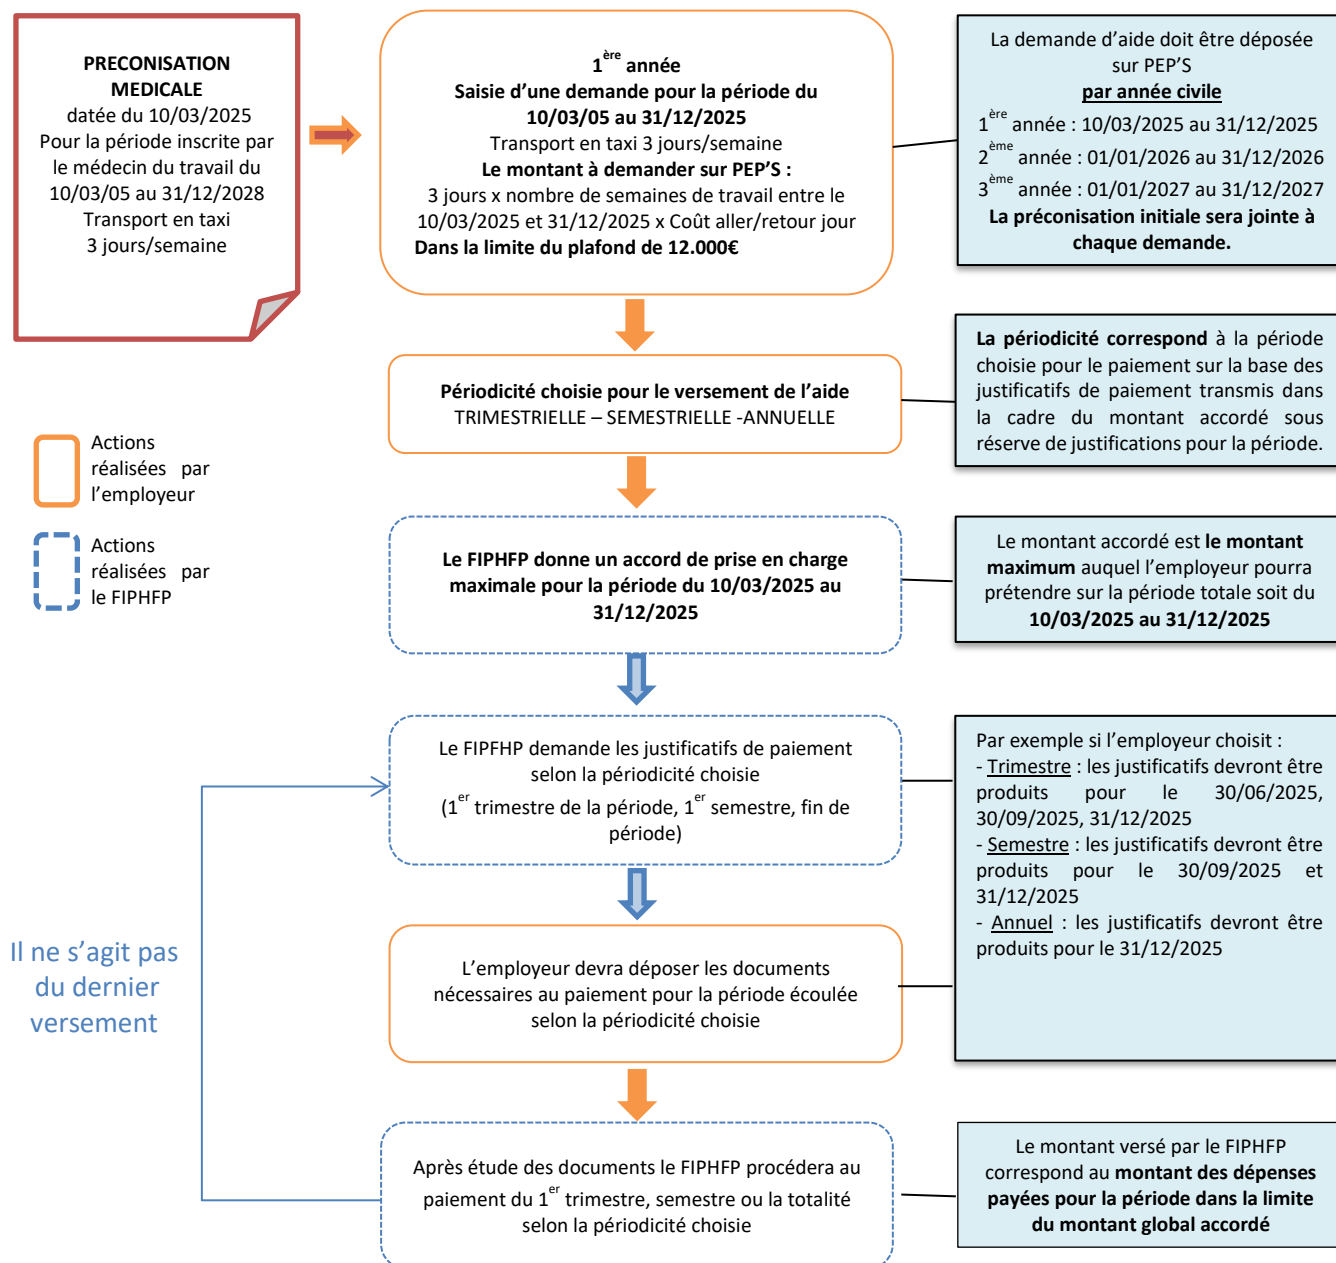 PRECONISATION
MEDICALE
datée du 10/03/2025
Pour la période inscrite par
le médecin du travail du
10/03/05 au 31/12/2028
Transport en taxi
3 jours/semaine
1ère année
Saisie d’une demande pour la période du
10/03/05 au 31/12/2025
Transport en taxi 3 jours/semaine
Le montant à demander sur PEP’S :
3 jours x nombre de semaines de travail entre le
10/03/2025 et 31/12/2025 x Coût aller/retour jour
Dans la limite du plafond de 12.000€
La demande d’aide doit être déposée
sur PEP’S
par année civile
1ère année : 10/03/2025 au 31/12/2025
2ème année : 01/01/2026 au 31/12/2026
3ème année : 01/01/2027 au 31/12/2027
La préconisation initiale sera jointe à
chaque demande.
Périodicité choisie pour le versement de l’aide
TRIMESTRIELLE – SEMESTRIELLE -ANNUELLE
La périodicité correspond à la période
choisie pour le paiement sur la base des
justificatifs de paiement transmis dans
la cadre du montant accordé sous
réserve de justifications pour la période.
Actions
réalisées par
l’employeur
Actions
réalisées par
le FIPHFP
Le FIPHFP donne un accord de prise en charge
maximale pour la période du 10/03/2025 au
31/12/2025
Le montant accordé est le montant
maximum auquel l’employeur pourra
prétendre sur la période totale soit du
10/03/2025 au 31/12/2025
Le FIPFHP demande les justificatifs de paiement
selon la périodicité choisie
(1er trimestre de la période, 1er semestre, fin de
période)
Par exemple si l’employeur choisit :
- Trimestre : les justificatifs devront être
produits pour le 30/06/2025,
30/09/2025, 31/12/2025
- Semestre : les justificatifs devront être
produits pour le 30/09/2025 et
31/12/2025
- Annuel : les justificatifs devront être
produits pour le 31/12/2025
Il ne s’agit pas
du dernier
versement
L’employeur devra déposer les documents
nécessaires au paiement pour la période écoulée
selon la périodicité choisie
Après étude des documents le FIPHFP procédera au
paiement du 1er trimestre, semestre ou la totalité
selon la périodicité choisie
Le montant versé par le FIPHFP
correspond au montant des dépenses
payées pour la période dans la limite
du montant global accordé